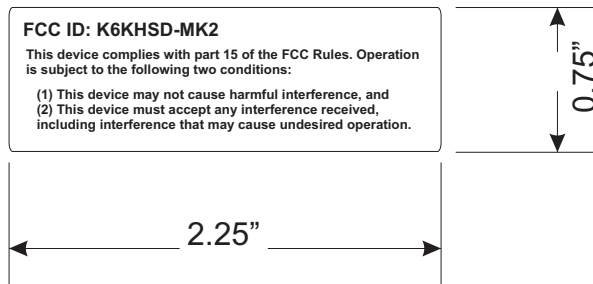 FCC ID: K6KHSD-MK2
This device complies with part 15 of the FCC Rules. Operation
is subject to the following two conditions:
(1) This device may not cause harmful interference, and
(2) This device must accept any interference received,
including interference that may cause undesired operation.
0.75”
2.25”